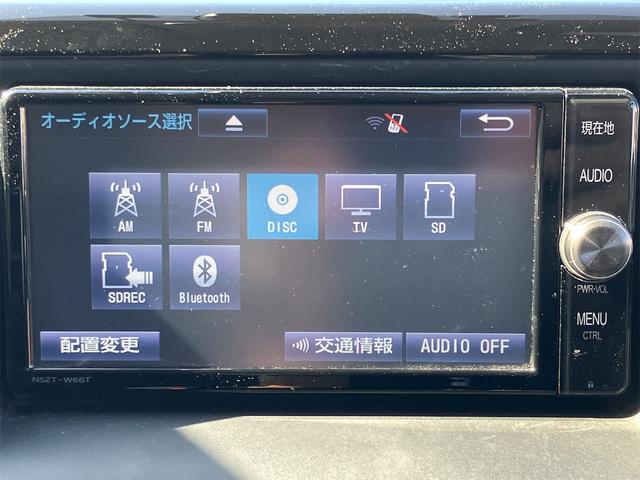 オーディオソース選択
現在地
AUDIO
AM
FM
DISC
TV
SD
PWR-VOL
SDREC
Bluetooth
MENU
CTRL
配置変更
交通情報
AUDIO OFF
NSZT-W66T